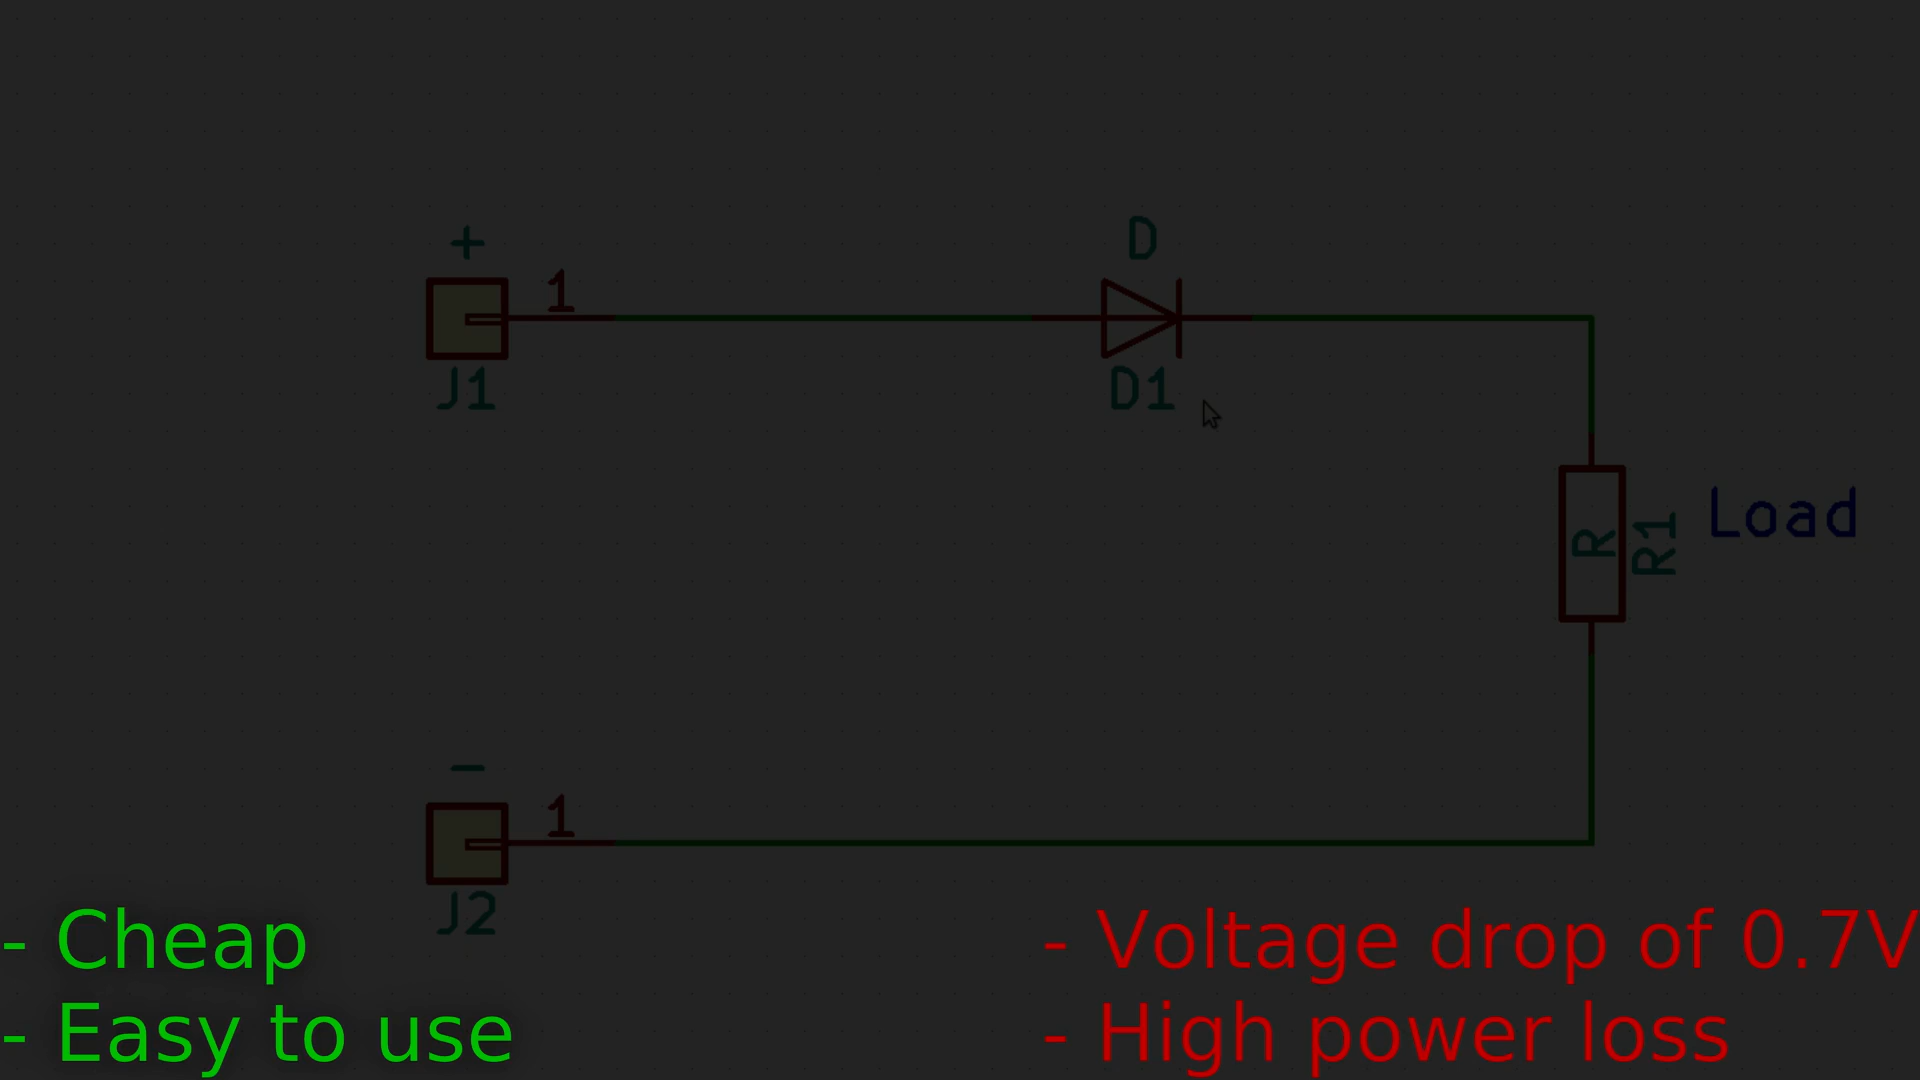 +
D
1
J1
D1
Load
R
R1
-
1
J2
- Cheap
- Easy to use
- Voltage drop of 0.7V
- High power loss